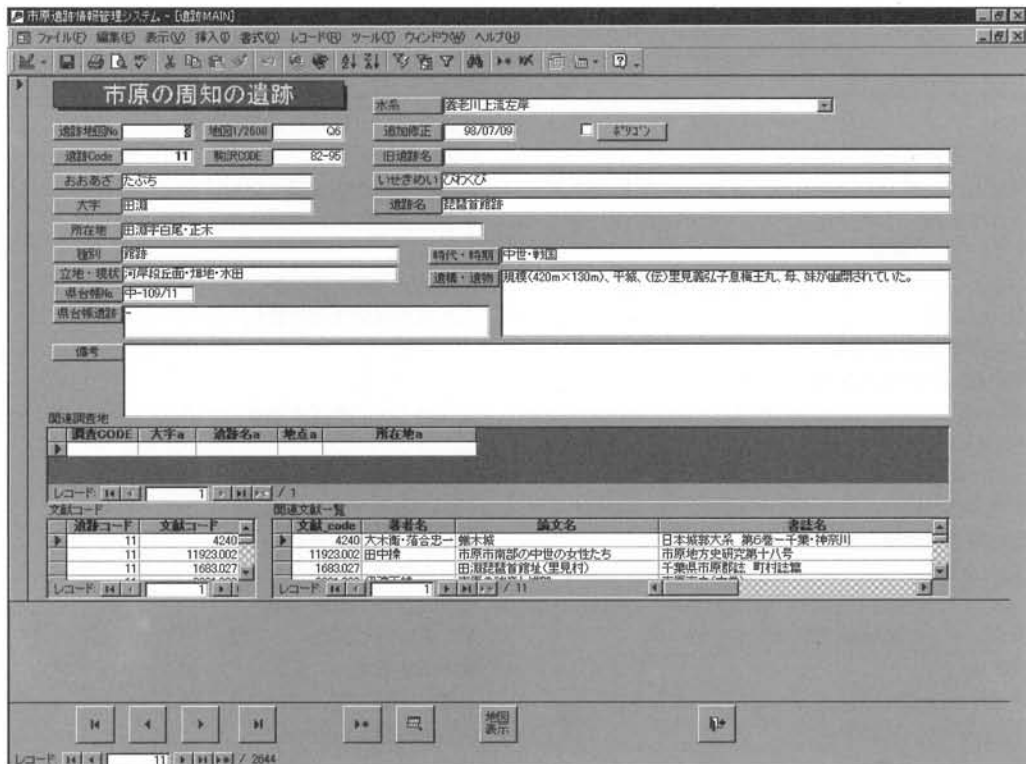 市原遺跡情報管理システム - [遺跡MAIN]
ファイル(F) 編集(E) 表示(V) 挿入(I) 書式(O) レコード(R) ツール(T) ウィンドウ(W) ヘルプ(H)
市原の周知の遺跡
水系 養老川上流左岸
遺跡地図No 地図1/2500 Q6 追加修正 98/07/09 ポリゴン
遺跡Code 11 駒沢CODE 82-95 旧遺跡名
おおあざ たぶち いせきめい びわくび
大字 田淵 遺跡名 琵琶首館跡
所在地 田淵字白尾・正木
種別 館跡 時代・時期 中世・戦国
立地・現状 河岸段丘面・畑地・水田 遺構・遺物 規模(420m×130m)、平城、(伝)里見義弘子息梅王丸、母、妹が幽閉されていた。
県台帳No. 中-109/11
県台帳遺跡 -
備考
関連調査地
調査CODE 大字a 遺跡名a 地点a 所在地a
レコード: 1 / 1
文献コード 関連文献一覧
遺跡コード 文献コード 文献_code 著者名 論文名 書誌名
11 4240 4240 大木衛・落合忠一 鏃木城 日本城郭大系 第6巻-千葉・神奈川
11 11923.002 11923.002 田中操 市原市南部の中世の女性たち 市原地方史研究第十八号
11 1683.027 1683.027 田淵琵琶首館址(里見村) 千葉県市原郡誌 町村誌篇
レコード: 1 レコード: 1 / 11
地図
表示
レコード: 11 / 2644